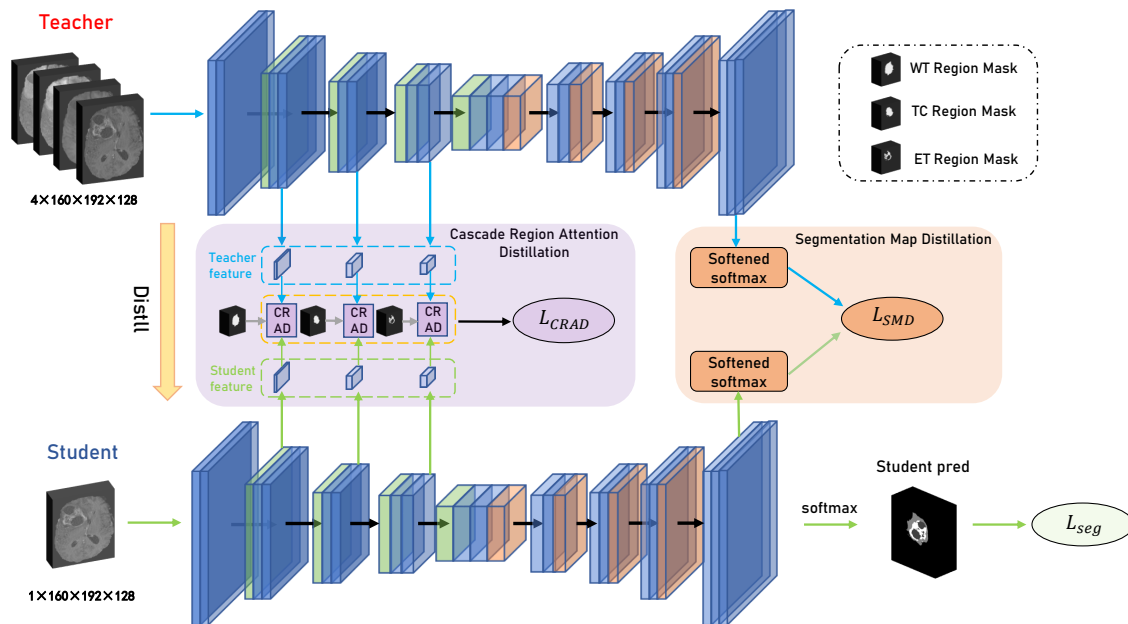 Teacher
4×160×192×128
WT Region Mask
TC Region Mask
ET Region Mask
Cascade Region Attention
Distillation
Teacher
feature
CR
AD
CR
AD
CR
AD
L_CRAD
Student
feature
Segmentation Map Distillation
Softened
softmax
L_SMD
Softened
softmax
Distll
Student
1×160×192×128
softmax
Student pred
L_seg